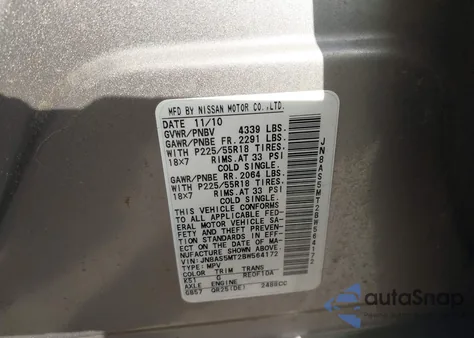 MFD BY NISSAN MOTOR CO.,LTD.
DATE 11/10
GVWR/PNBV 4339 LBS.
GAWR/PNBE FR. 2291 LBS.
WITH P225/55R18 TIRES.
18X7 RIMS. AT 33 PSI
COLD SINGLE.
GAWR/PNBE RR. 2064 LBS.
WITH P225/55R18 TIRES.
18X7 RIMS. AT 33 PSI
COLD SINGLE.
THIS VEHICLE CONFORMS
TO ALL APPLICABLE FED-
ERAL MOTOR VEHICLE SA-
FETY AND THEFT PREVEN-
TION STANDARDS IN EFF-
ECT ON THE DATE OF MA-
NUFACTURE SHOWN ABOVE
VIN: JN8AS5MT2BW564172
TYPE: MPV
COLOR TRIM TRANS
K51 G RE0F10A
AXLE ENGINE
GB57 QR25(DE) 2488CC
JN8AS5MT2BW564172
autoSnap